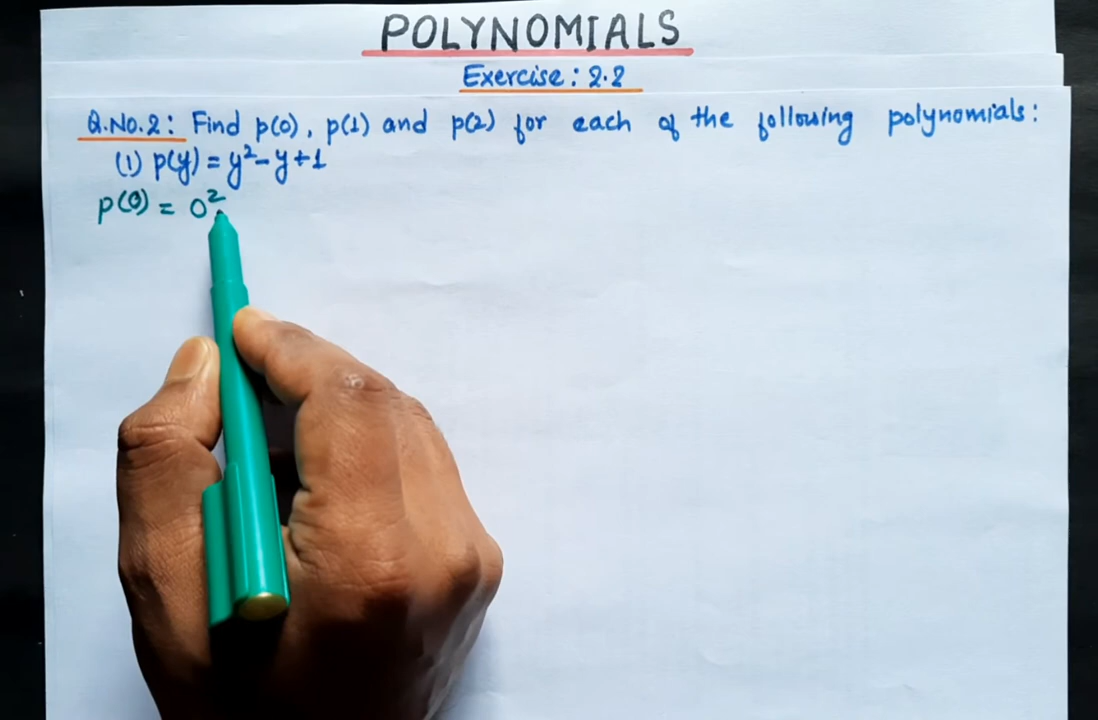 POLYNOMIALS
Exercise: 2.2
Q.No.2: Find p(0), p(1) and p(2) for each of the following polynomials:
(1) p(y) = y²- y + 1
p(0) = 0²